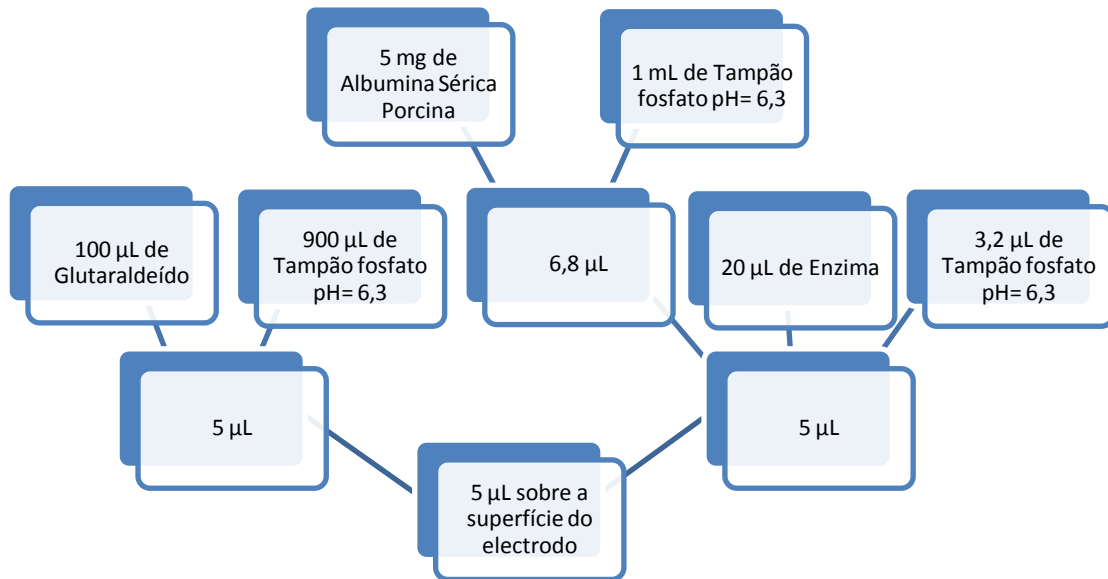 5 mg de
Albumina Sérica
Porcina
1 mL de Tampão
fosfato pH= 6,3
100 µL de
Glutaraldeído
900 µL de
Tampão fosfato
pH= 6,3
6,8 µL
20 µL de Enzima
3,2 µL de
Tampão fosfato
pH= 6,3
5 µL
5 µL
5 µL sobre a
superfície do
electrodo